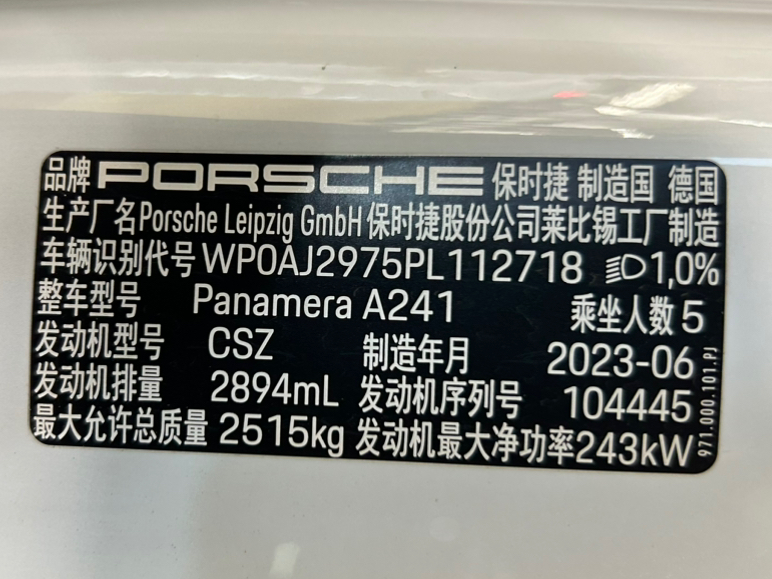 品牌 PORSCHE 保时捷 制造国 德国
生产厂名Porsche Leipzig GmbH 保时捷股份公司莱比锡工厂制造
车辆识别代号 WP0AJ2975PL112718 1,0%
整车型号 Panamera A241 乘坐人数 5
发动机型号 CSZ 制造年月 2023-06
发动机排量 2894mL 发动机序列号 104445
最大允许总质量 2515kg 发动机最大净功率243kW
971.000.101.PJ